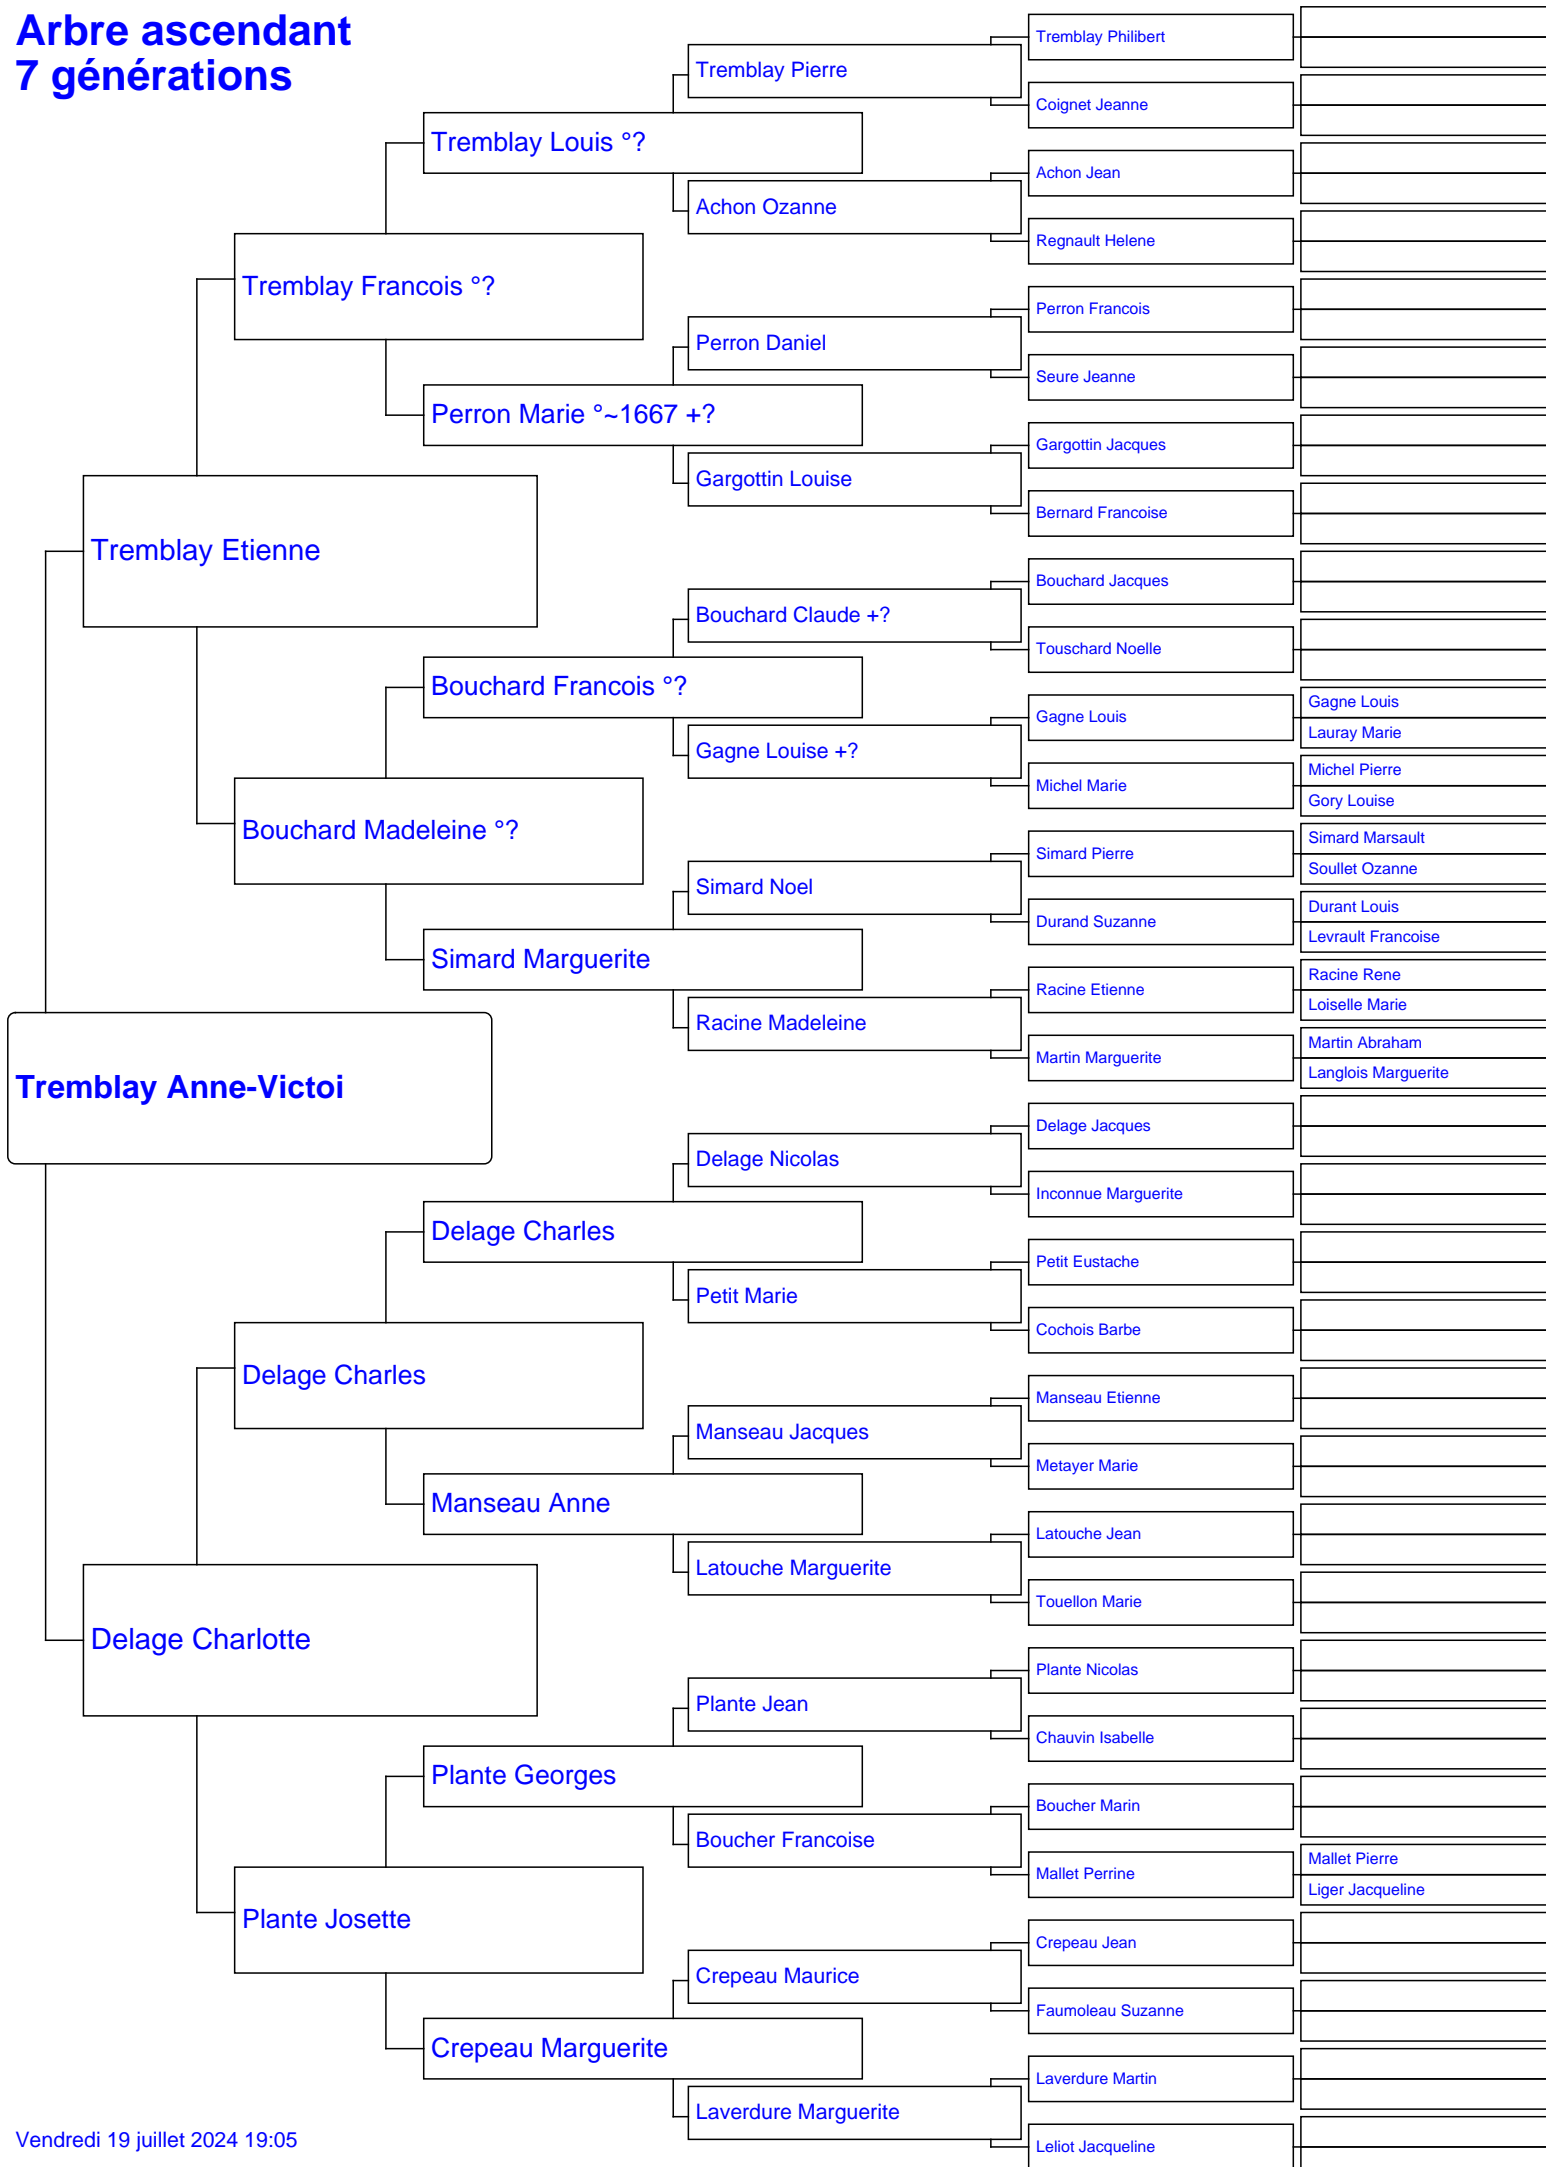 Arbre ascendant
7 générations
Tremblay Philibert
Tremblay Pierre
Coignet Jeanne
Tremblay Louis °?
Achon Jean
Achon Ozanne
Regnault Helene
Tremblay Francois °?
Perron Francois
Perron Daniel
Seure Jeanne
Perron Marie °~1667 +?
Gargottin Jacques
Gargottin Louise
Bernard Francoise
Tremblay Etienne
Bouchard Jacques
Bouchard Claude +?
Touschard Noelle
Bouchard Francois °?
Gagne Louis
Gagne Louis
Lauray Marie
Gagne Louise +?
Michel Pierre
Michel Marie
Gory Louise
Bouchard Madeleine °?
Simard Marsault
Simard Pierre
Soullet Ozanne
Simard Noel
Durant Louis
Durand Suzanne
Levrault Francoise
Simard Marguerite
Racine Rene
Racine Etienne
Loiselle Marie
Racine Madeleine
Martin Abraham
Martin Marguerite
Langlois Marguerite
Tremblay Anne-Victoi
Delage Jacques
Delage Nicolas
Inconnue Marguerite
Delage Charles
Petit Eustache
Petit Marie
Cochois Barbe
Delage Charles
Manseau Etienne
Manseau Jacques
Metayer Marie
Manseau Anne
Latouche Jean
Latouche Marguerite
Touellon Marie
Delage Charlotte
Plante Nicolas
Plante Jean
Chauvin Isabelle
Plante Georges
Boucher Marin
Boucher Francoise
Mallet Pierre
Mallet Perrine
Liger Jacqueline
Plante Josette
Crepeau Jean
Crepeau Maurice
Faumoleau Suzanne
Crepeau Marguerite
Laverdure Martin
Laverdure Marguerite
Leliot Jacqueline
Vendredi 19 juillet 2024 19:05